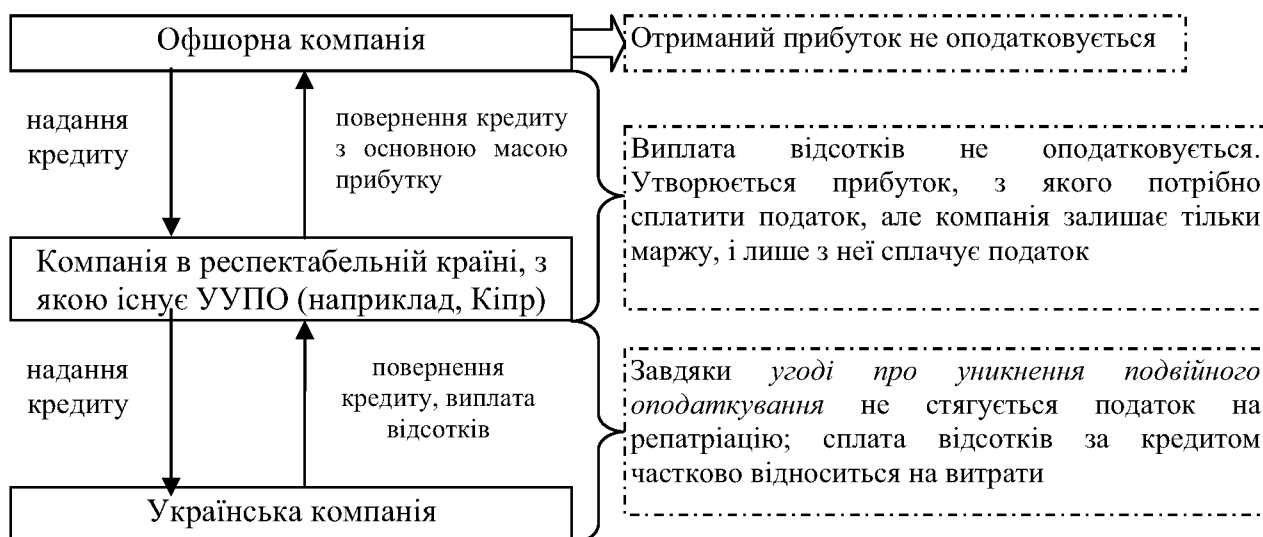 Офшорна компанія
Отриманий прибуток не оподатковується
надання
кредиту
повернення кредиту
з основною масою
прибутку
Виплата відсотків не оподатковується.
Утворюється прибуток, з якого потрібно
сплатити податок, але компанія залишає тільки
маржу, і лише з неї сплачує податок
Компанія в респектабельній країні, з
якою існує УУПО (наприклад, Кіпр)
надання
кредиту
повернення
кредиту, виплата
відсотків
Завдяки угоді про уникнення подвійного
оподаткування не стягується податок на
репатріацію; сплата відсотків за кредитом
частково відноситься на витрати
Українська компанія